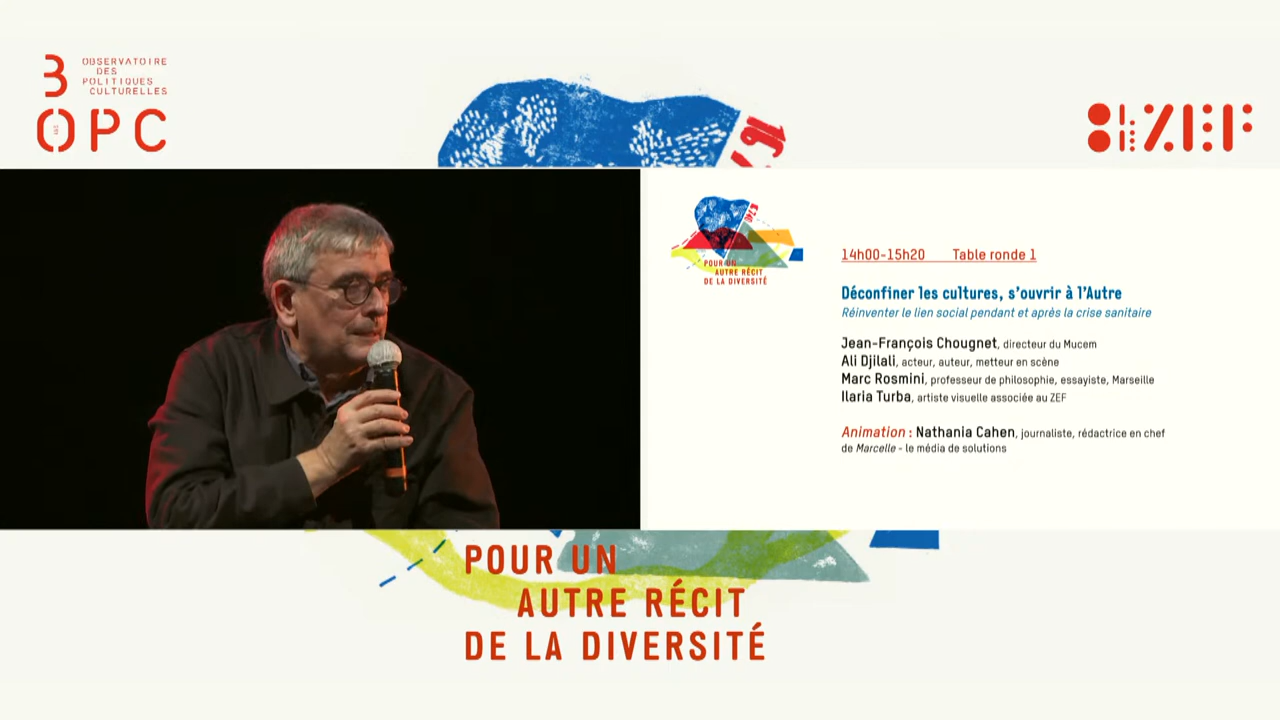 3
OBSERVATOIRE
DES
POLITIQUES
CULTURELLES
OPC
ZEF
POUR UN
AUTRE RÉCIT
DE LA DIVERSITÉ
14h00-15h20 Table ronde 1
Déconfiner les cultures, s'ouvrir à l'Autre
Réinventer le lien social pendant et après la crise sanitaire
Jean-François Chougnet, directeur du Mucem
Ali Djilali, acteur, auteur, metteur en scène
Marc Rosmini, professeur de philosophie, essayiste, Marseille
Ilaria Turba, artiste visuelle associée au ZEF
Animation : Nathania Cahen, journaliste, rédactrice en chef
de Marcelle - le média de solutions
POUR UN
AUTRE RÉCIT
DE LA DIVERSITÉ